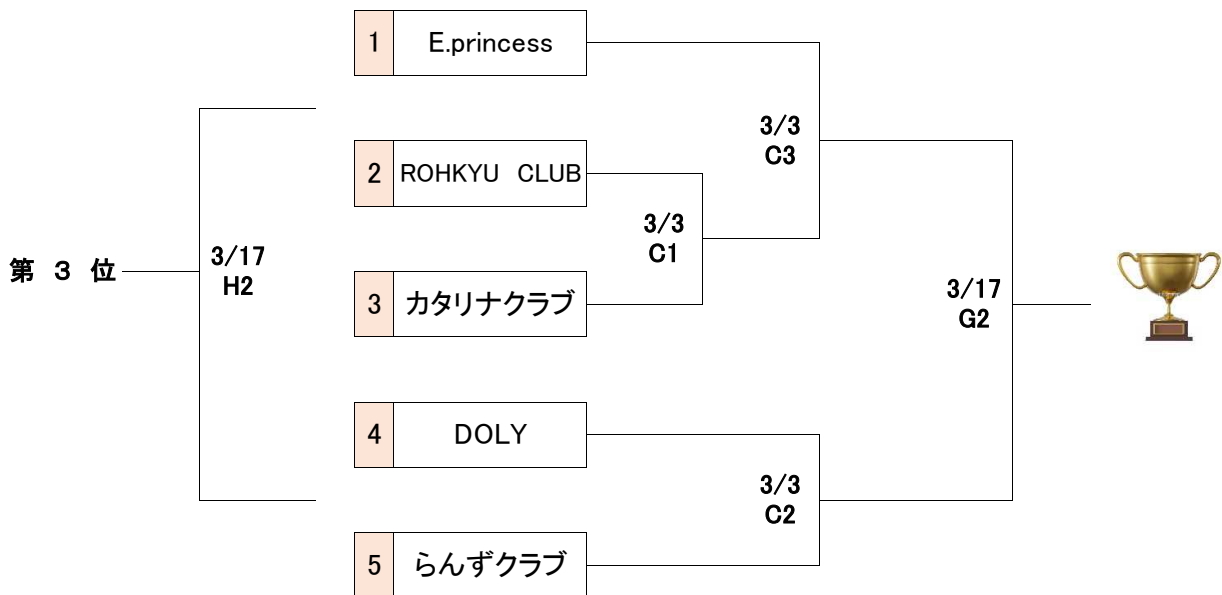 1 E.princess
3/3
C3
2 ROHKYU　CLUB
3/3
C1
第　3　位
3/17
H2
3 カタリナクラブ
3/17
G2
4 DOLY
3/3
C2
5 らんずクラブ